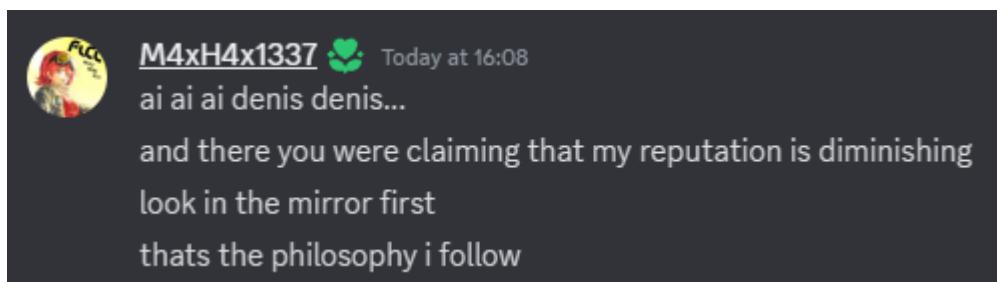 FLCL
M4xH4x1337 Today at 16:08
ai ai ai denis denis...
and there you were claiming that my reputation is diminishing
look in the mirror first
thats the philosophy i follow